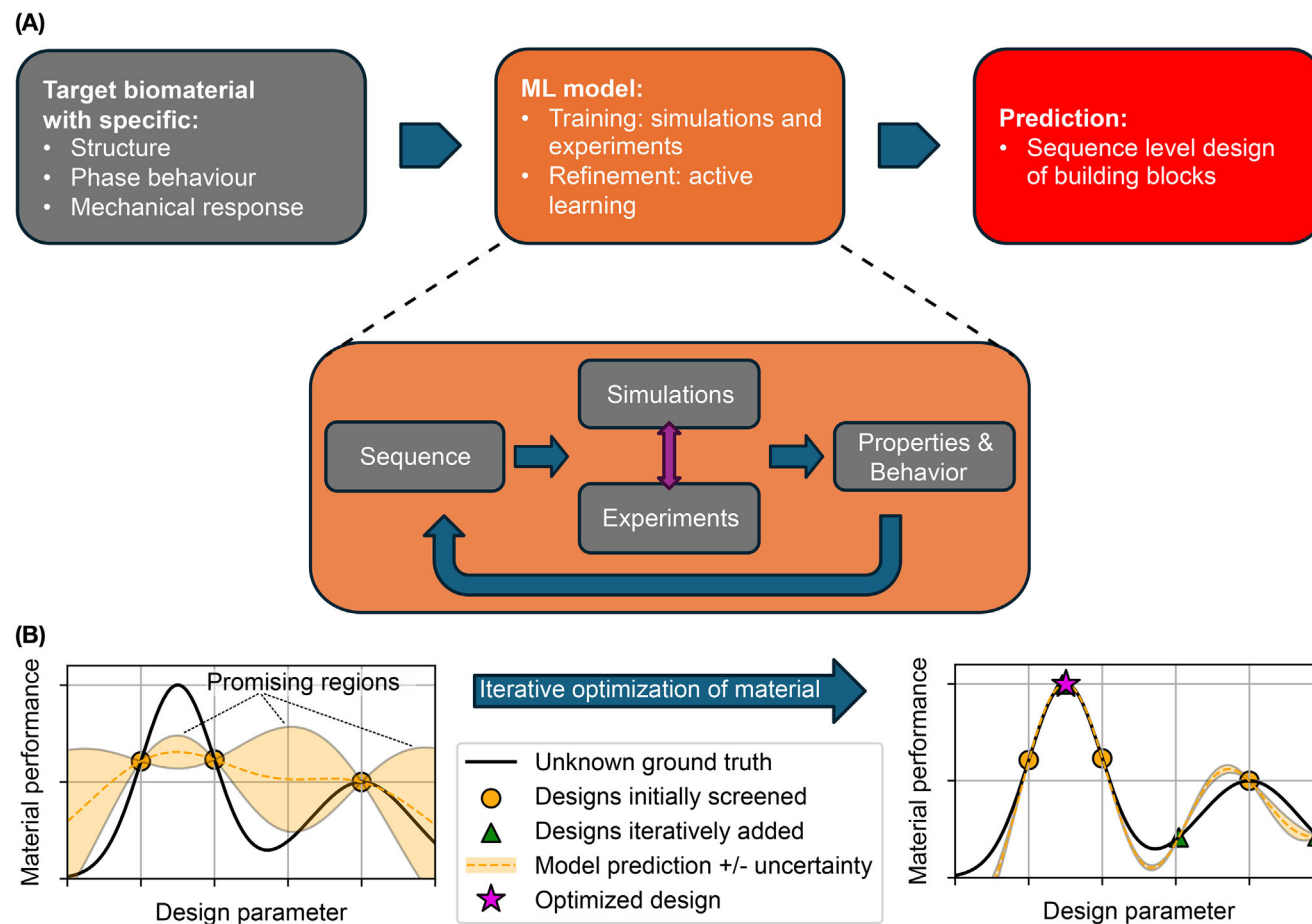 (A)
Target biomaterial
with specific:
• Structure
• Phase behaviour
• Mechanical response
ML model:
• Training: simulations and
experiments
• Refinement: active
learning
Prediction:
• Sequence level design
of building blocks
Sequence
Simulations
Experiments
Properties &
Behavior
(B)
Material performance
Promising regions
Design parameter
Iterative optimization of material
Unknown ground truth
Designs initially screened
Designs iteratively added
Model prediction +/- uncertainty
Optimized design
Material performance
Design parameter